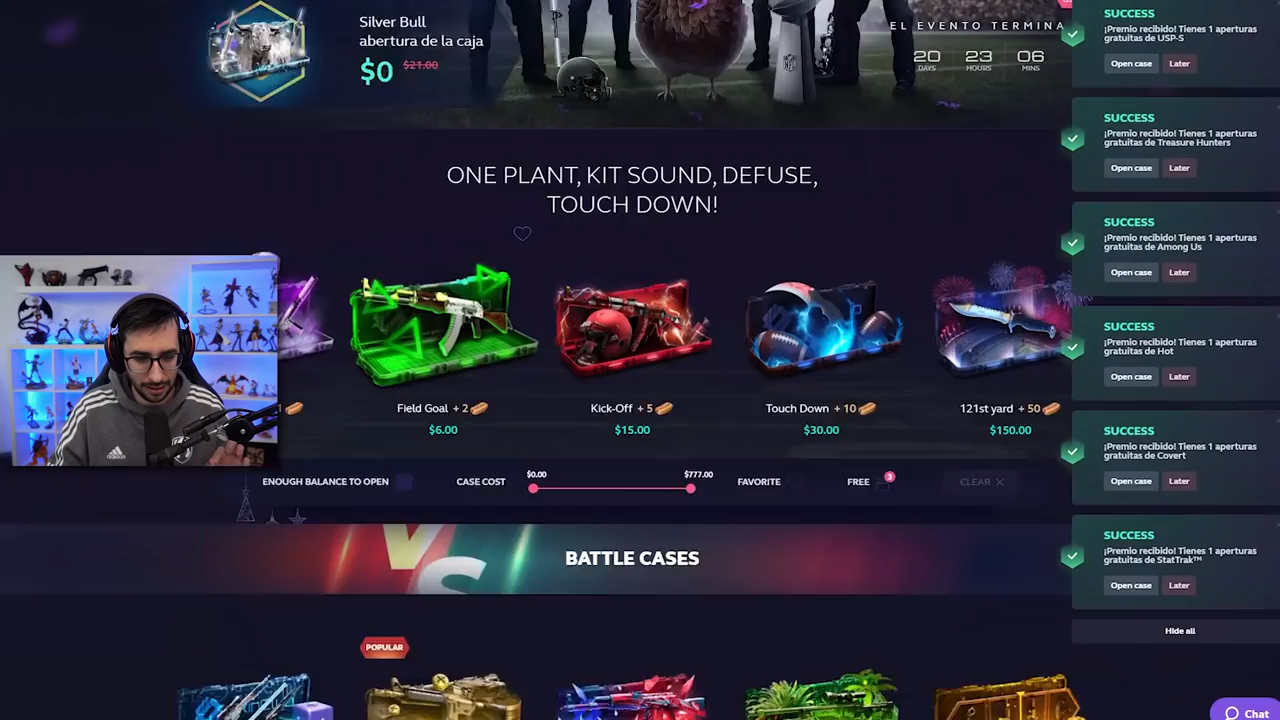 Silver Bull
abertura de la caja
$0 $21.00
EL EVENTO TERMINA
20 23 06
DAYS HOURS MINS
NFL
ONE PLANT, KIT SOUND, DEFUSE,
TOUCH DOWN!
Field Goal + 2
$6.00
Kick-Off + 5
$15.00
Touch Down + 10
$30.00
121st yard + 50
$150.00
ENOUGH BALANCE TO OPEN
CASE COST
$0.00
$777.00
FAVORITE
FREE
3
CLEAR X
VS
BATTLE CASES
POPULAR
SUCCESS
¡Premio recibido! Tienes 1 aperturas
gratuitas de USP-S
Open case Later
SUCCESS
¡Premio recibido! Tienes 1 aperturas
gratuitas de Treasure Hunters
Open case Later
SUCCESS
¡Premio recibido! Tienes 1 aperturas
gratuitas de Among Us
Open case Later
SUCCESS
¡Premio recibido! Tienes 1 aperturas
gratuitas de Hot
Open case Later
SUCCESS
¡Premio recibido! Tienes 1 aperturas
gratuitas de Covert
Open case Later
SUCCESS
¡Premio recibido! Tienes 1 aperturas
gratuitas de StatTrak™
Open case Later
Hide all
Chat